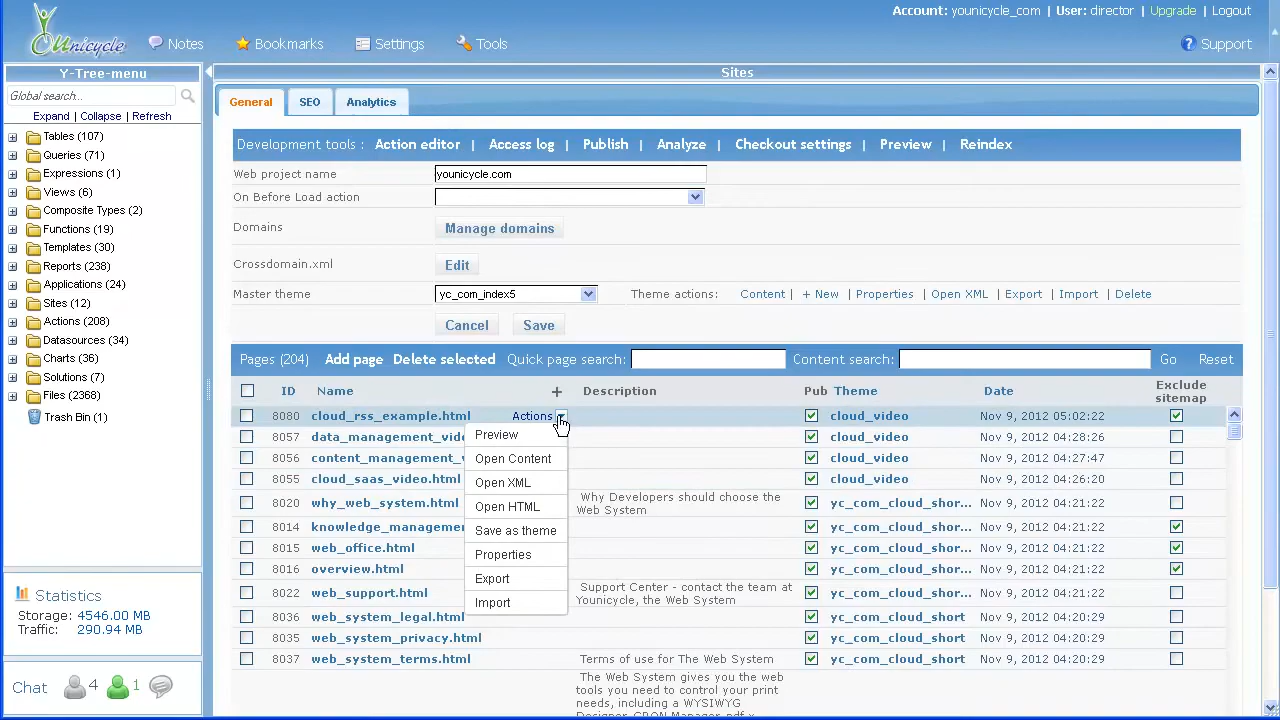 Account: younicycle_com | User: director | Upgrade | Logout
Younicycle
Notes Bookmarks Settings Tools Support
Y-Tree-menu
Sites
Global search...
Expand | Collapse | Refresh
Tables (107)
Queries (71)
Expressions (1)
Views (6)
Composite Types (2)
Functions (19)
Templates (30)
Reports (238)
Applications (24)
Sites (12)
Actions (208)
Datasources (34)
Charts (36)
Solutions (7)
Files (2368)
Trash Bin (1)
Statistics
Storage: 4546.00 MB
Traffic: 290.94 MB
Chat 4 1
General SEO Analytics
Development tools : Action editor | Access log | Publish | Analyze | Checkout settings | Preview | Reindex
Web project name younicycle.com
On Before Load action
Domains Manage domains
Crossdomain.xml Edit
Master theme yc_com_index5 Theme actions: Content | + New | Properties | Open XML | Export | Import | Delete
Cancel Save
Pages (204) Add page Delete selected Quick page search: Content search: Go Reset
ID Name + Description Pub Theme Date Exclude sitemap
8080 cloud_rss_example.html Actions cloud_video Nov 9, 2012 05:02:22
8057 data_management_vide cloud_video Nov 9, 2012 04:28:26
8056 content_management_v cloud_video Nov 9, 2012 04:27:47
8055 cloud_saas_video.html cloud_video Nov 9, 2012 04:26:20
8020 why_web_system.html Why Developers should choose the Web System yc_com_cloud_shor... Nov 9, 2012 04:21:22
8014 knowledge_managemen yc_com_cloud_shor... Nov 9, 2012 04:21:22
8015 web_office.html yc_com_cloud_shor... Nov 9, 2012 04:21:22
8016 overview.html yc_com_cloud_shor... Nov 9, 2012 04:21:22
8022 web_support.html Support Center - contact the team at Younicycle, the Web System yc_com_cloud_shor... Nov 9, 2012 04:21:22
8036 web_system_legal.html yc_com_cloud_short Nov 9, 2012 04:20:29
8035 web_system_privacy.html yc_com_cloud_short Nov 9, 2012 04:20:29
8037 web_system_terms.html Terms of use for The Web System yc_com_cloud_short Nov 9, 2012 04:20:29
The Web System gives you the web
tools you need to control your print
needs, including a WYSIWYG
Designer, CRON Manager, pdf x
Preview
Open Content
Open XML
Open HTML
Save as theme
Properties
Export
Import